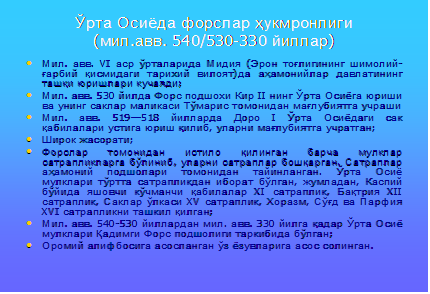 Ўрта Осиёда форслар ҳукмронлиги
(мил.авв. 540/530-330 йиллар)
Мил. авв. VI аср ўрталарида Мидия (Эрон тоғлигининг шимолий-
ғарбий қисмидаги тарихий вилоят)да аҳамонийлар давлатининг
ташқи юришлари кучаяди;
Мил. авв. 530 йилда Форс подшохи Кир II нинг Ўрта Осиёга юриши
ва унинг саклар маликаси Тўмарис томонидан мағлубиятга учраши
Мил. авв. 519—518 йилларда Доро I Ўрта Осиёдаги сак
қабилалари устига юриш қилиб, уларни мағлубиятга учратган;
Широк жасорати;
Форслар томонидан истило қилинган барча мулклар
сатрапликларга бўлиниб, уларни сатраплар бошқарган. Сатраплар
аҳамоний подшолари томонидан тайинланган. Ўрта Осиё
мулклари тўртта сатрапликдан иборат бўлган, жумладан, Каспий
бўйида яшовчи кўчманчи қабилалар XI сатраплик, Бақтрия XII
сатраплик, Саклар ўлкаси XV сатраплик, Хоразм, Сўғд ва Парфия
XVI сатрапликни ташкил қилган;
Мил. авв. 540-530 йиллардан мил. авв. 330 йилга қадар Ўрта Осиё
мулклари Қадимги Форс подшолиги таркибида бўлган;
Оромий алифбосига асосланган ўз ёзувларига асос солинган.